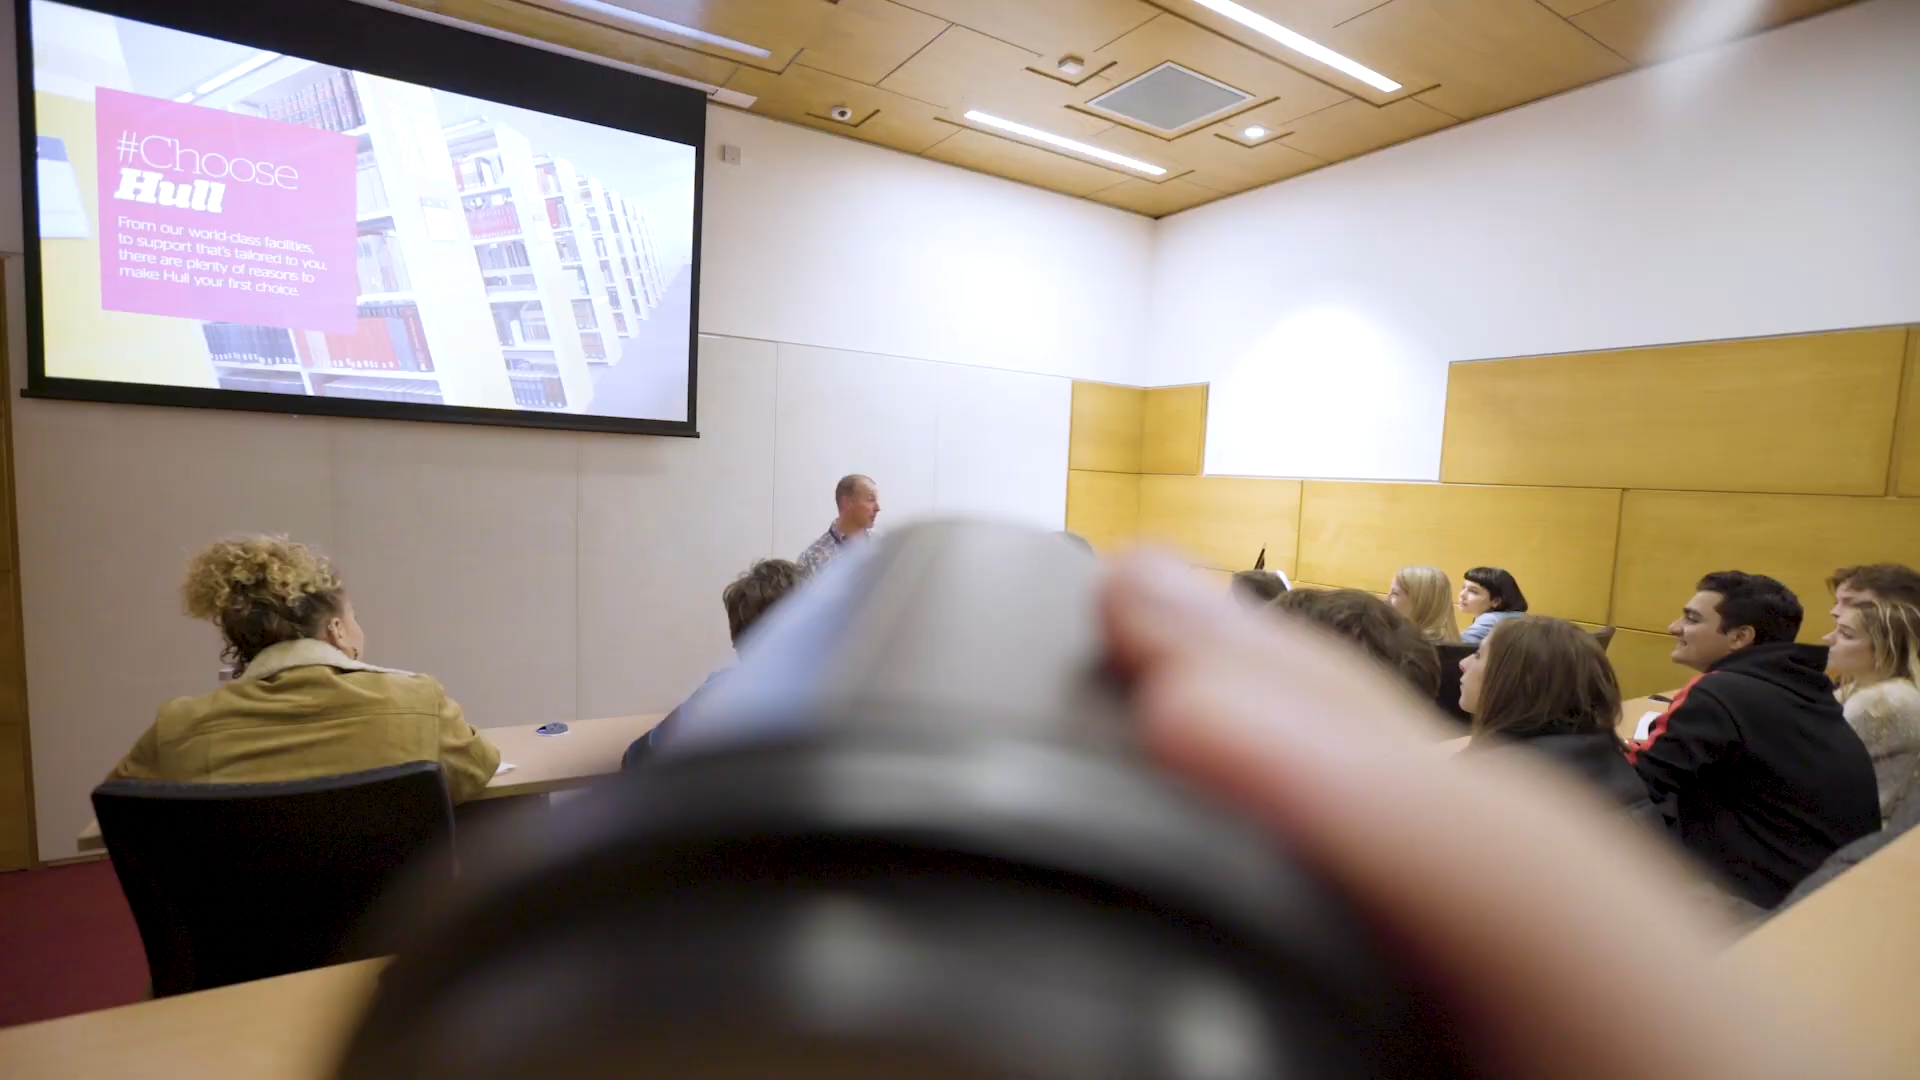 #Choose
Hull
From our world-class facilities,
to support that's tailored to you,
there are plenty of reasons to
make Hull your first choice.